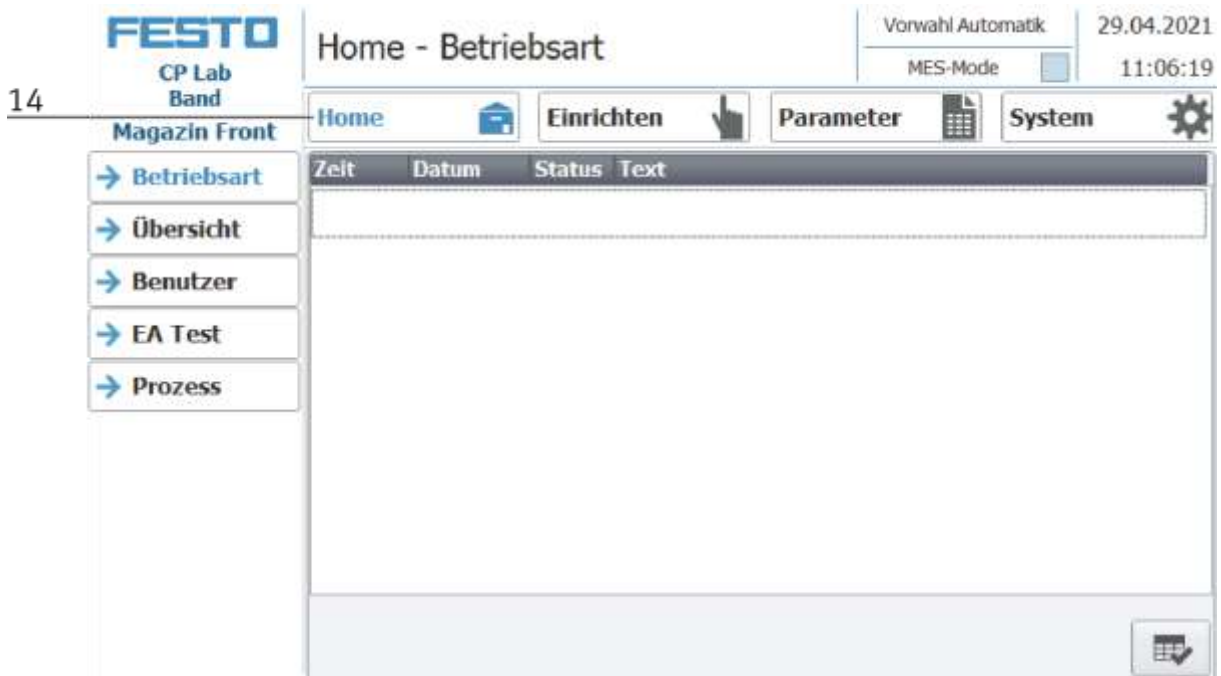 FESTO
CP Lab
Band
Magazin Front
Home - Betriebsart
Vorwahl Automatik
MES-Mode
29.04.2021
11:06:19
14
Home
Einrichten
Parameter
System
Betriebsart
Übersicht
Benutzer
EA Test
Prozess
Zeit Datum Status Text